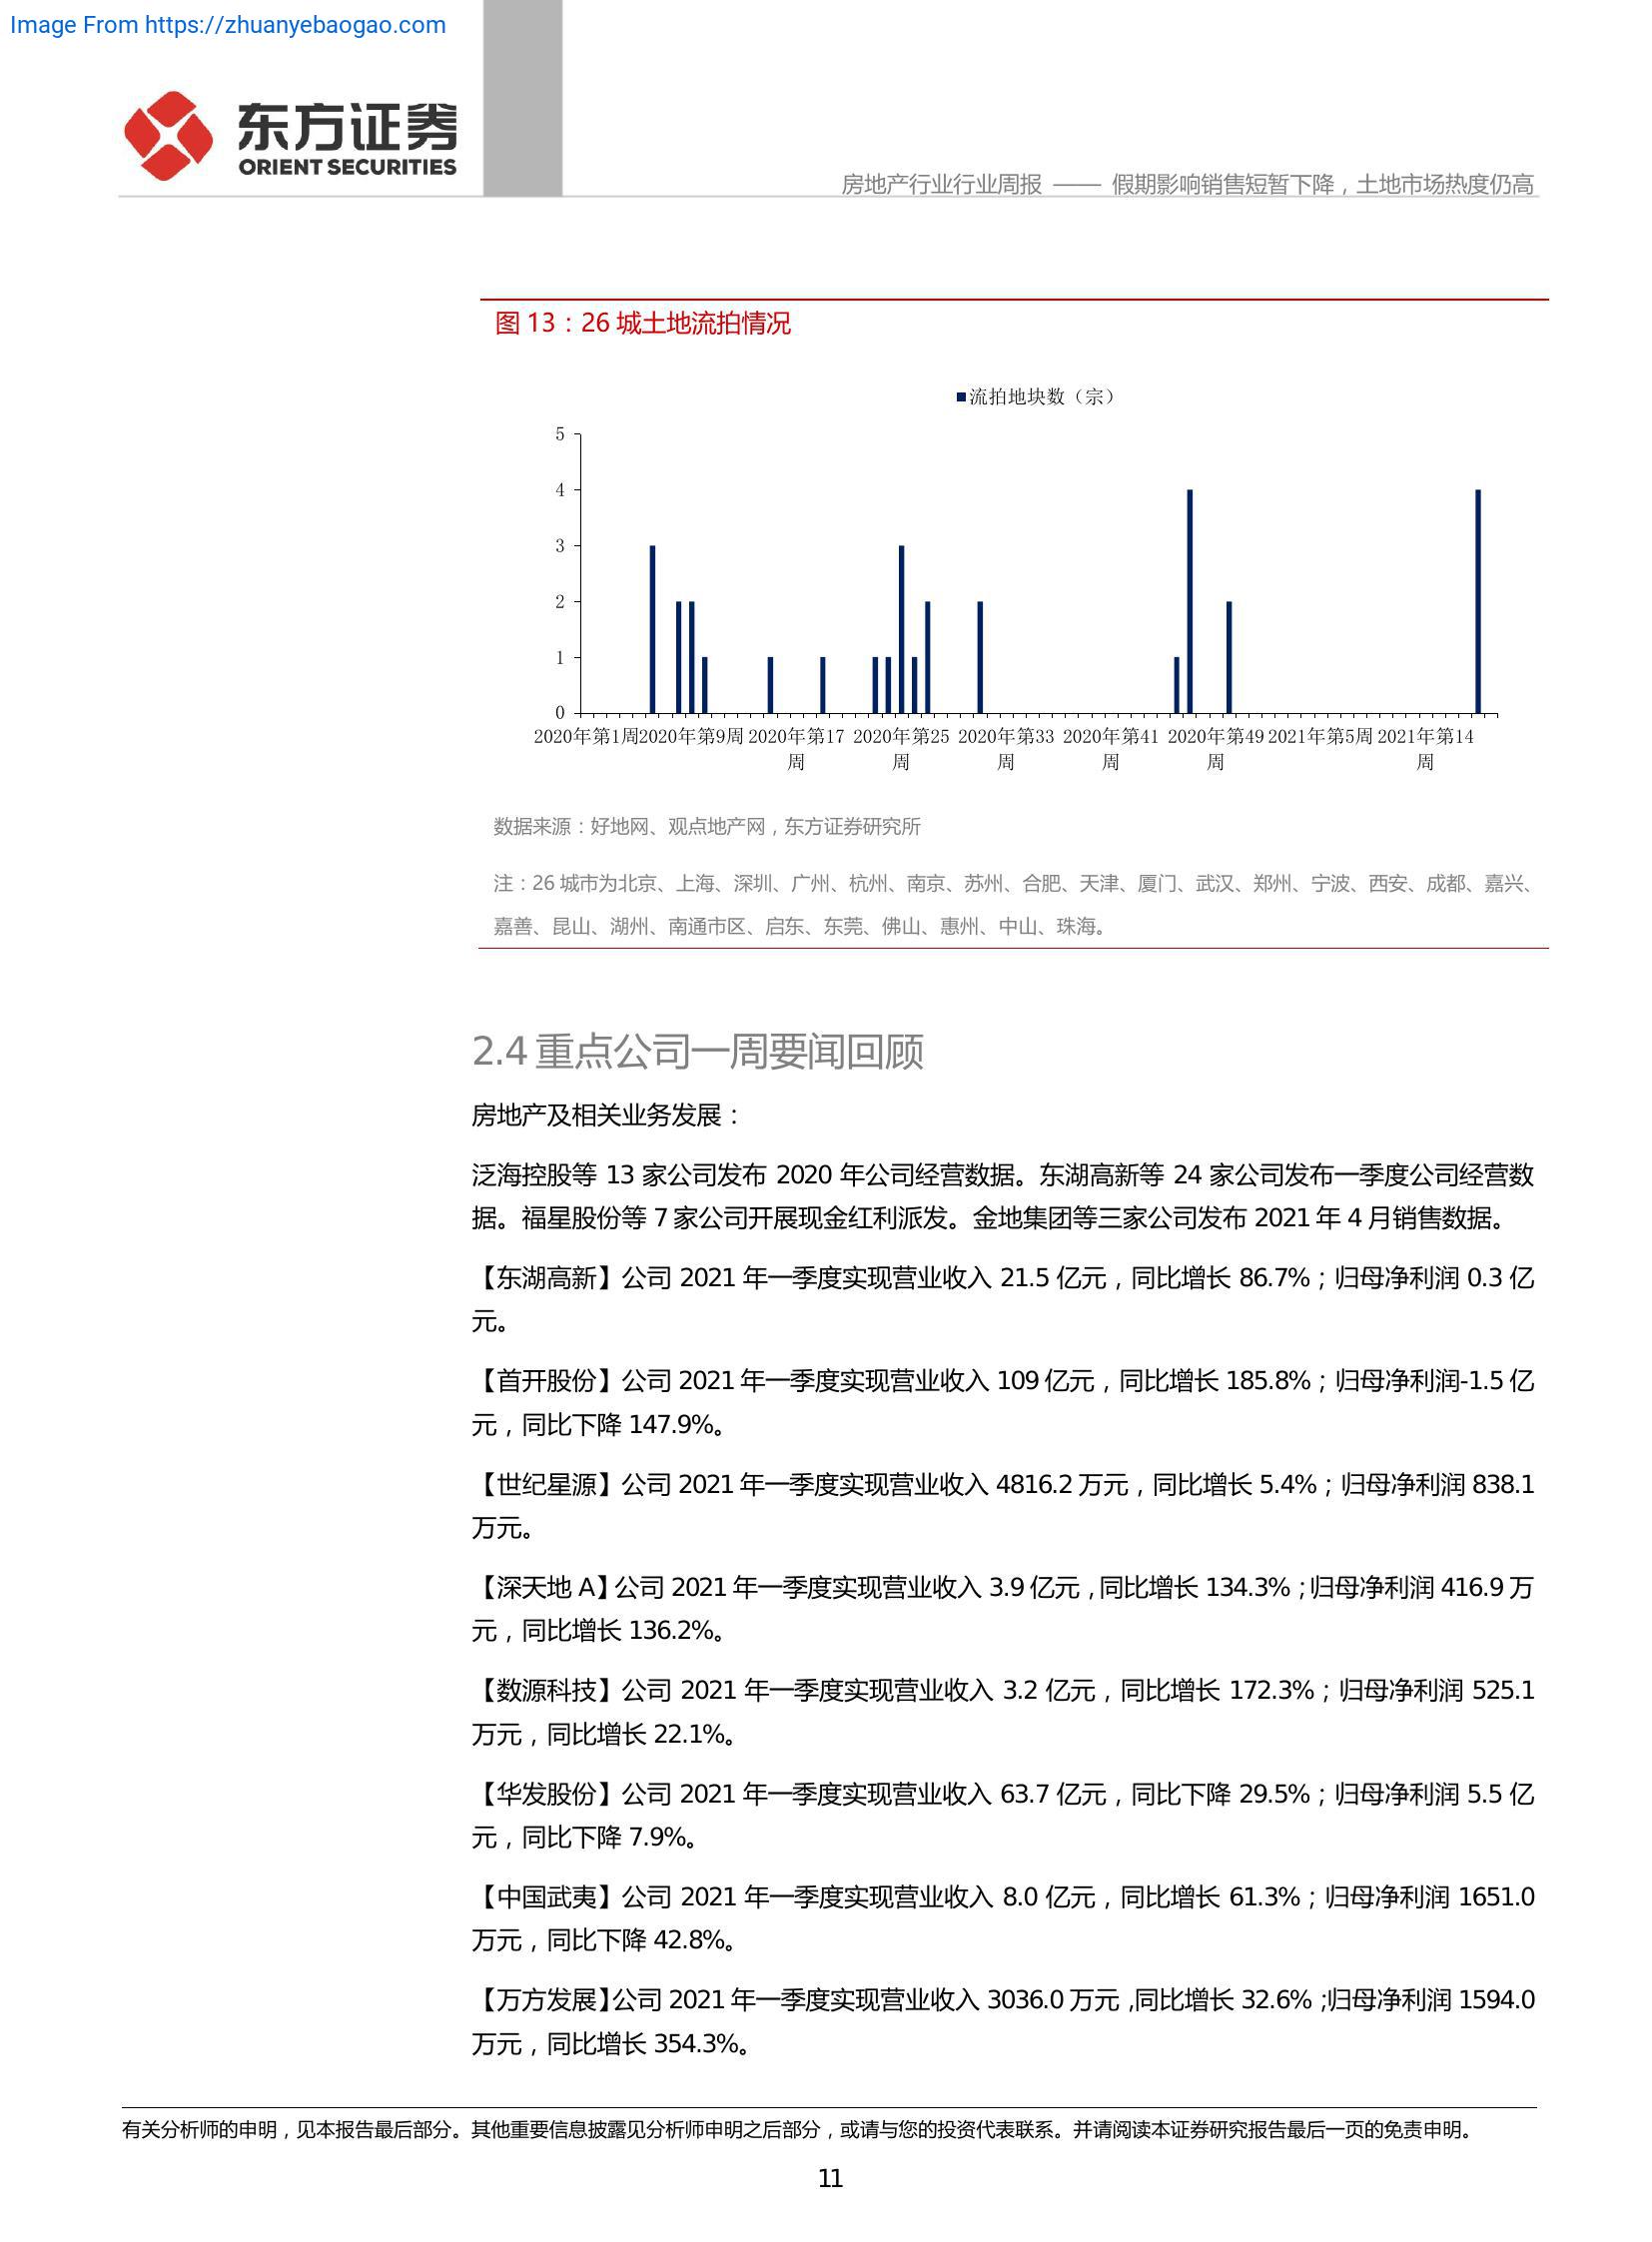 Image From https://zhuanyebaogao.com
东方证券
ORIENT SECURITIES
房地产行业行业周报 —— 假期影响销售短暂下降，土地市场热度仍高
图 13：26 城土地流拍情况
■流拍地块数（宗）
5
4
3
2
1
0
2020年第1周 2020年第9周 2020年第17周 2020年第25周 2020年第33周 2020年第41周 2020年第49周 2021年第5周 2021年第14周
数据来源：好地网、观点地产网，东方证券研究所
注：26 城市为北京、上海、深圳、广州、杭州、南京、苏州、合肥、天津、厦门、武汉、郑州、宁波、西安、成都、嘉兴、
嘉善、昆山、湖州、南通市区、启东、东莞、佛山、惠州、中山、珠海。
2.4 重点公司一周要闻回顾
房地产及相关业务发展：
泛海控股等 13 家公司发布 2020 年公司经营数据。东湖高新等 24 家公司发布一季度公司经营数
据。福星股份等 7 家公司开展现金红利派发。金地集团等三家公司发布 2021 年 4 月销售数据。
【东湖高新】公司 2021 年一季度实现营业收入 21.5 亿元，同比增长 86.7%；归母净利润 0.3 亿
元。
【首开股份】公司 2021 年一季度实现营业收入 109 亿元，同比增长 185.8%；归母净利润-1.5 亿
元，同比下降 147.9%。
【世纪星源】公司 2021 年一季度实现营业收入 4816.2 万元，同比增长 5.4%；归母净利润 838.1
万元。
【深天地 A】公司 2021 年一季度实现营业收入 3.9 亿元，同比增长 134.3%；归母净利润 416.9 万
元，同比增长 136.2%。
【数源科技】公司 2021 年一季度实现营业收入 3.2 亿元，同比增长 172.3%；归母净利润 525.1
万元，同比增长 22.1%。
【华发股份】公司 2021 年一季度实现营业收入 63.7 亿元，同比下降 29.5%；归母净利润 5.5 亿
元，同比下降 7.9%。
【中国武夷】公司 2021 年一季度实现营业收入 8.0 亿元，同比增长 61.3%；归母净利润 1651.0
万元，同比下降 42.8%。
【万方发展】公司 2021 年一季度实现营业收入 3036.0 万元，同比增长 32.6%；归母净利润 1594.0
万元，同比增长 354.3%。
有关分析师的申明，见本报告最后部分。其他重要信息披露见分析师申明之后部分，或请与您的投资代表联系。并请阅读本证券研究报告最后一页的免责申明。
11